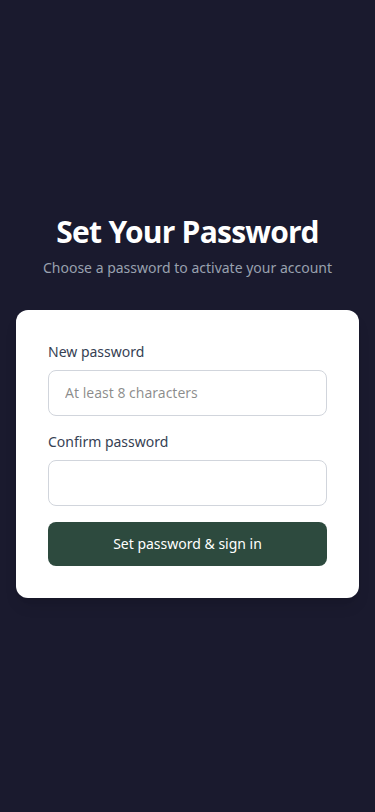 Set Your Password
Choose a password to activate your account
New password
At least 8 characters
Confirm password
Set password & sign in